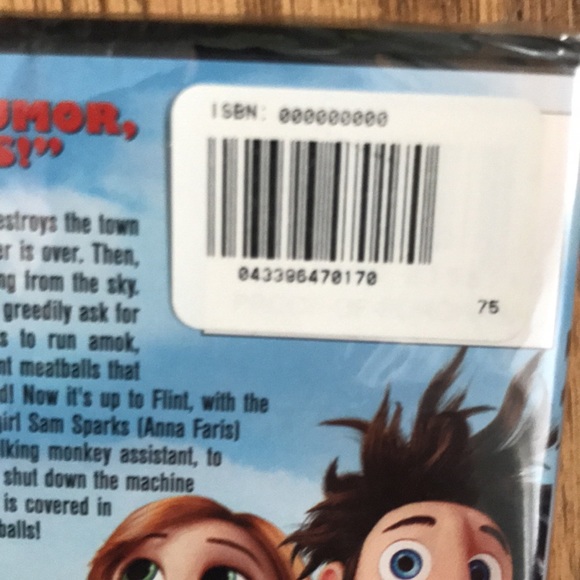 UMOR,
S!”
ISBN: 000000000
043396470170
75
estroys the town
er is over. Then,
ng from the sky.
greedily ask for
s to run amok,
nt meatballs that
d! Now it's up to Flint, with the
girl Sam Sparks (Anna Faris)
lking monkey assistant, to
shut down the machine
is covered in
balls!